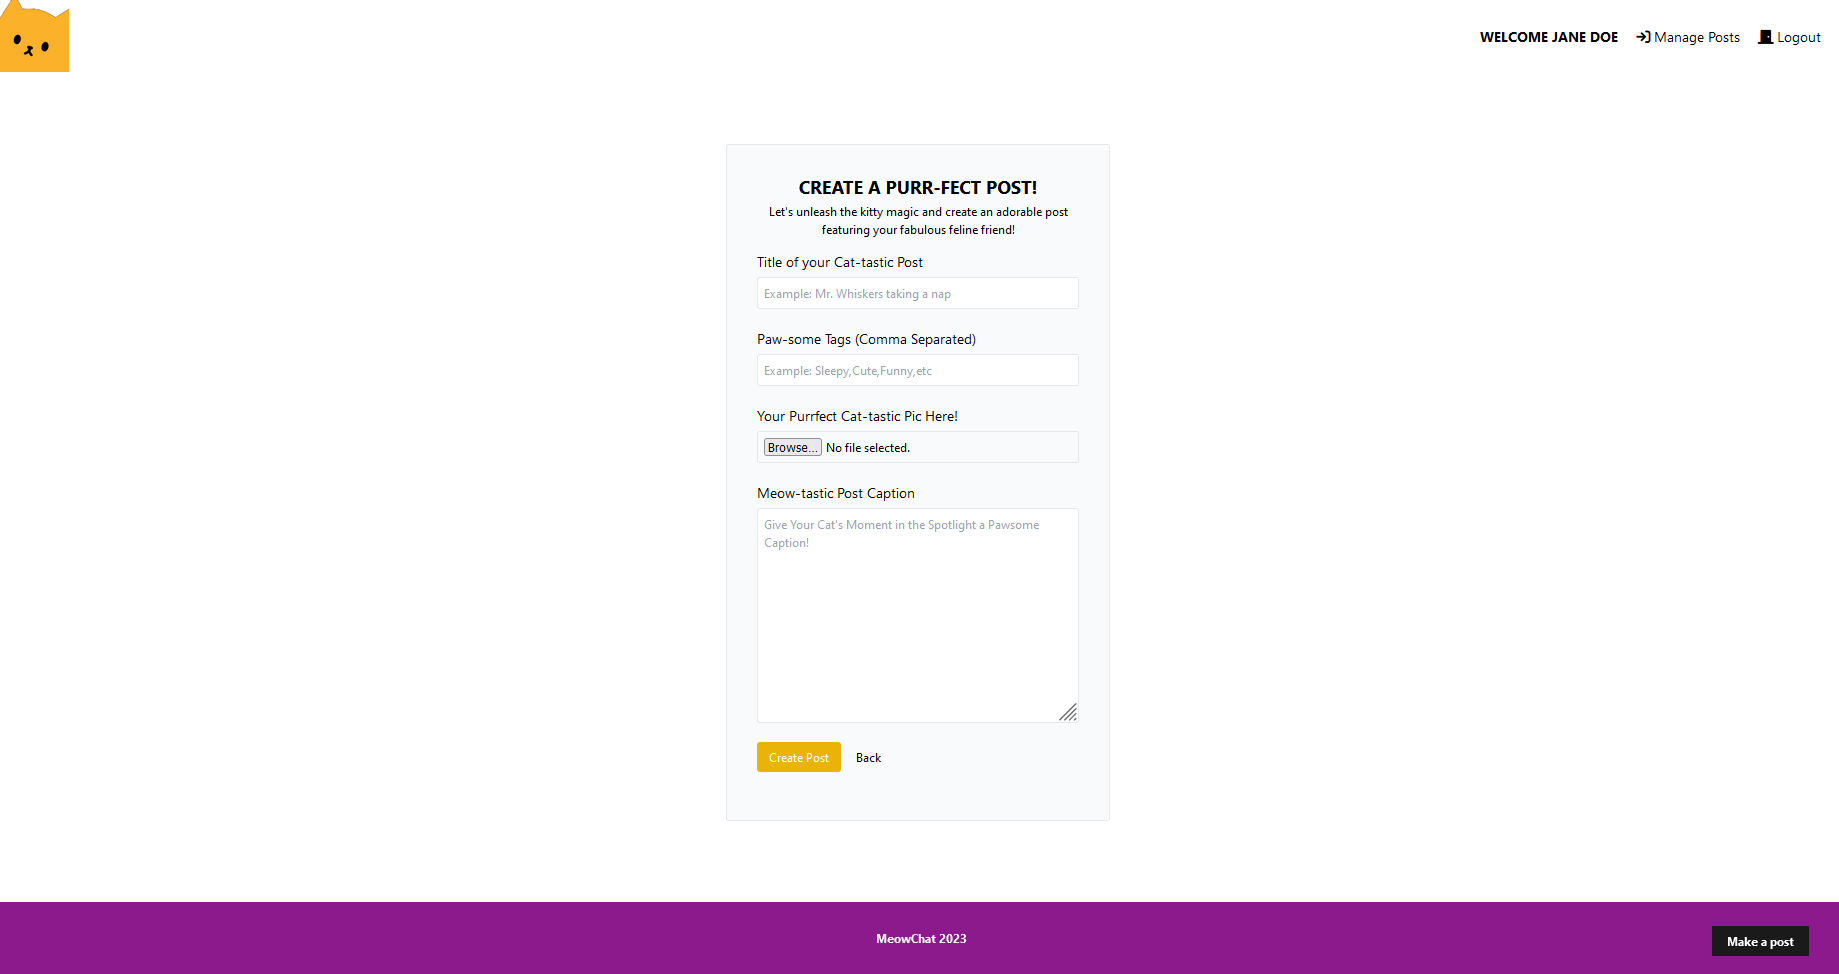 WELCOME JANE DOE
Manage Posts
Logout
CREATE A PURR-FECT POST!
Let's unleash the kitty magic and create an adorable post
featuring your fabulous feline friend!
Title of your Cat-tastic Post
Example: Mr. Whiskers taking a nap
Paw-some Tags (Comma Separated)
Example: Sleepy,Cute,Funny,etc
Your Purrfect Cat-tastic Pic Here!
Browse... No file selected.
Meow-tastic Post Caption
Give Your Cat's Moment in the Spotlight a Pawsome
Caption!
Create Post
Back
MeowChat 2023
Make a post